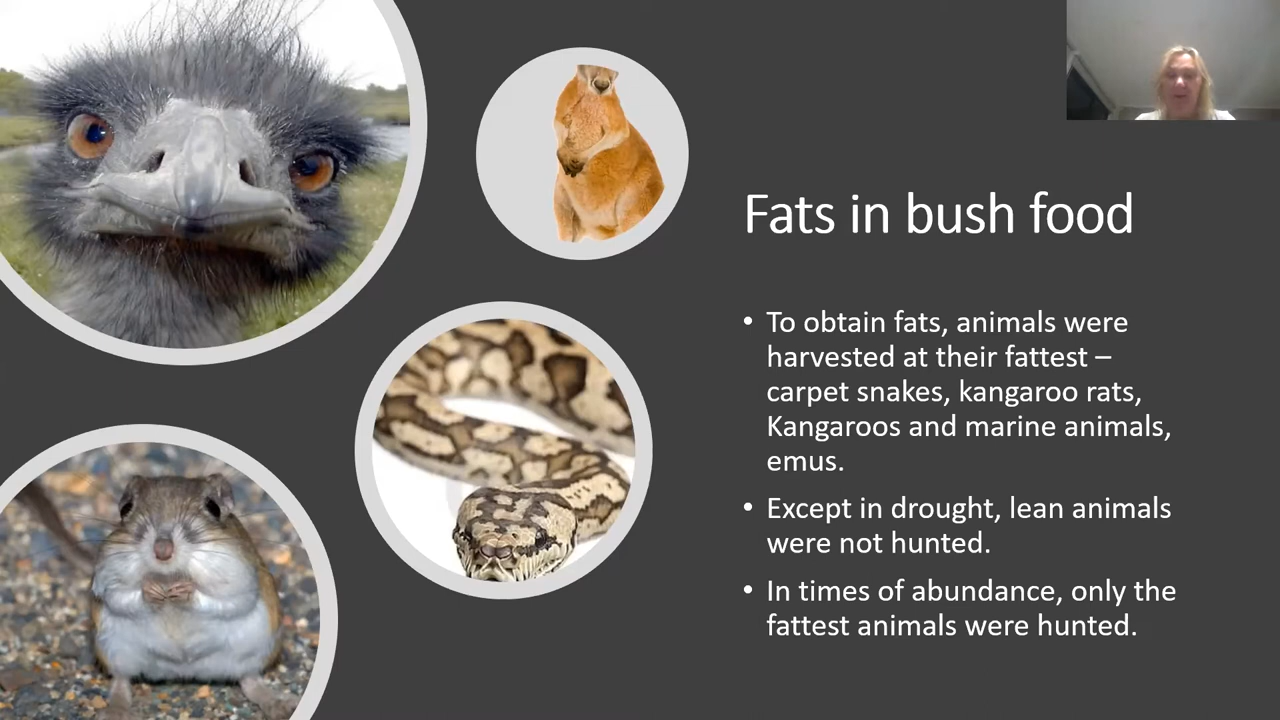 Fats in bush food
• To obtain fats, animals were
harvested at their fattest –
carpet snakes, kangaroo rats,
Kangaroos and marine animals,
emus.
• Except in drought, lean animals
were not hunted.
• In times of abundance, only the
fattest animals were hunted.